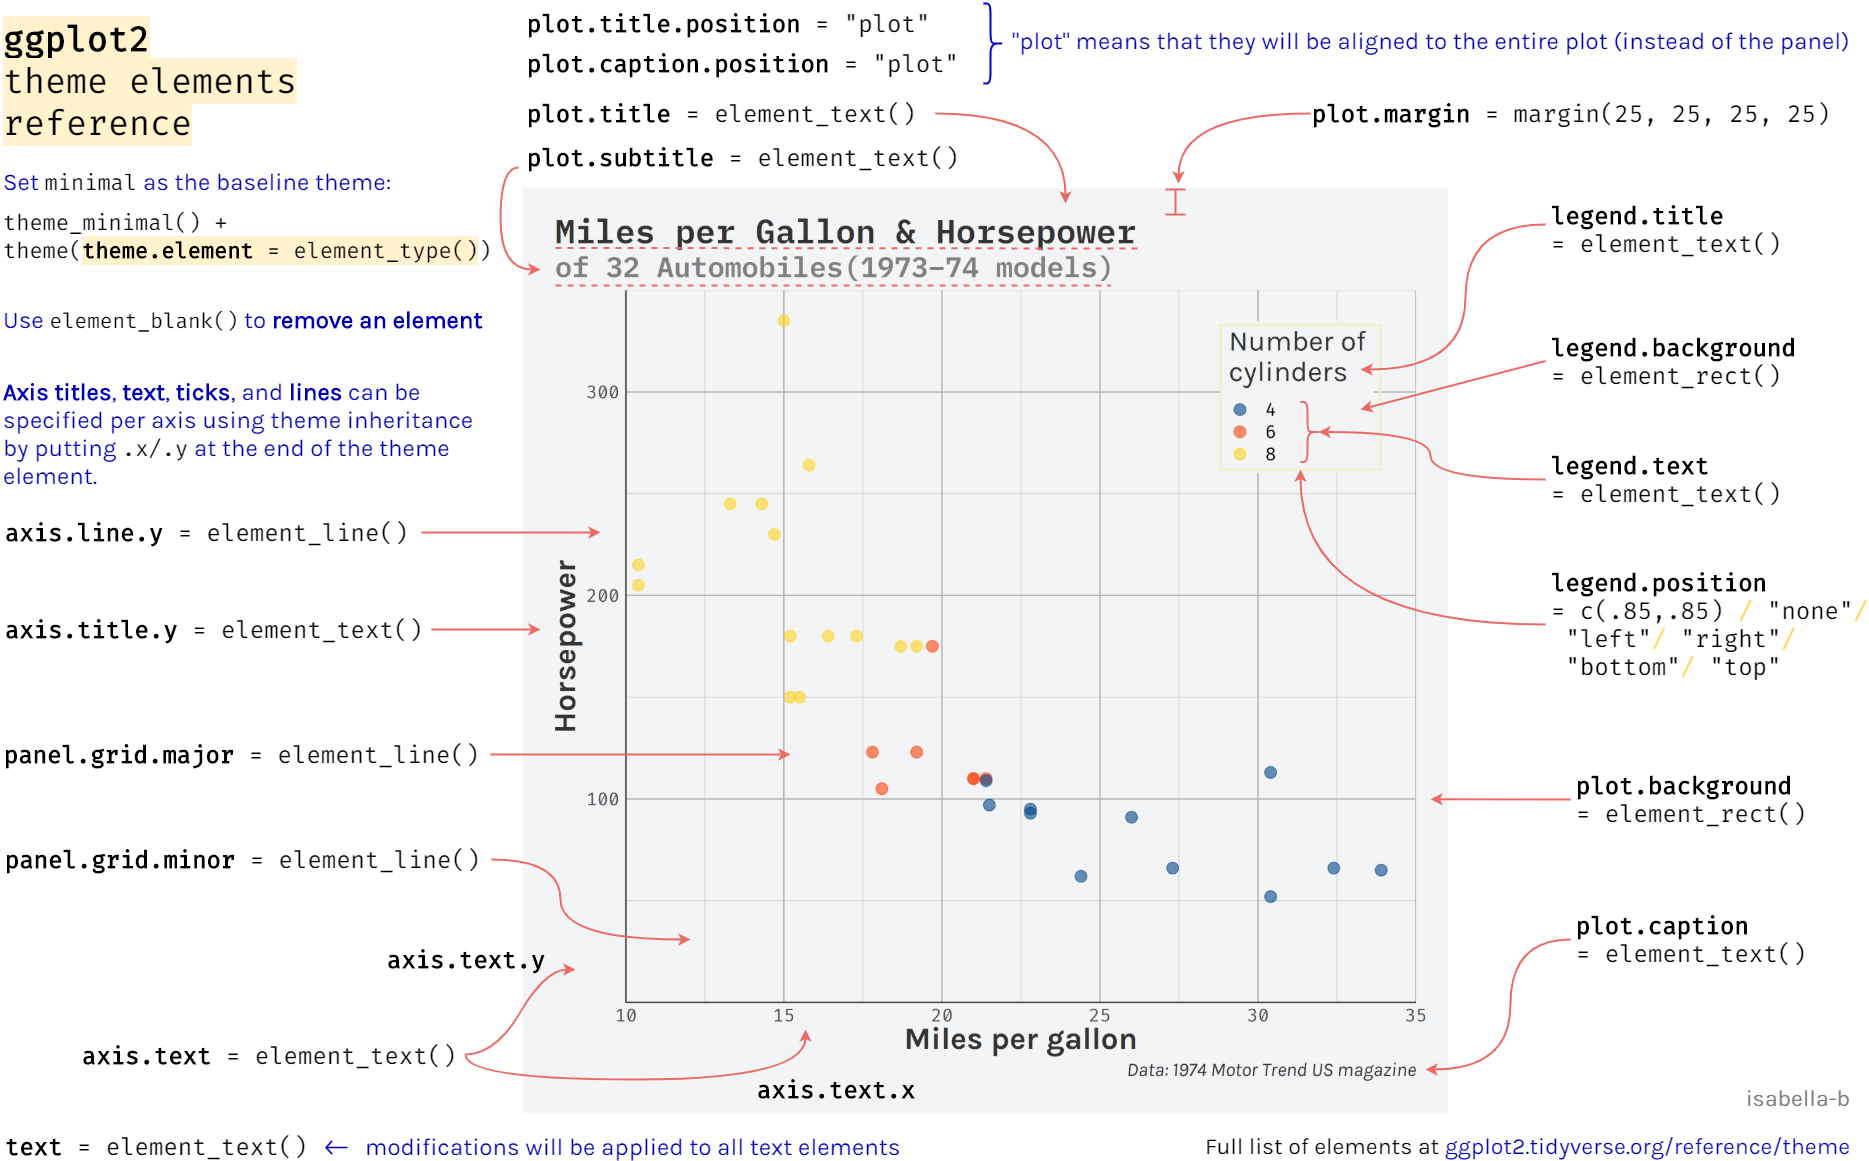 ggplot2
theme elements
reference
Set minimal as the baseline theme:
theme_minimal() +
theme(theme.element = element_type())
Use element_blank() to remove an element
Axis titles, text, ticks, and lines can be
specified per axis using theme inheritance
by putting .x/.y at the end of the theme
element.
axis.line.y = element_line()
axis.title.y = element_text()
panel.grid.major = element_line()
panel.grid.minor = element_line()
axis.text.y
axis.text = element_text()
axis.text.x
text = element_text() ← modifications will be applied to all text elements
plot.title.position = "plot"
plot.caption.position = "plot"
"plot" means that they will be aligned to the entire plot (instead of the panel)
plot.title = element_text()
plot.subtitle = element_text()
plot.margin = margin(25, 25, 25, 25)
Miles per Gallon & Horsepower
of 32 Automobiles(1973–74 models)
Number of
cylinders
4
6
8
300
200
100
Horsepower
10 15 20 25 30 35
Miles per gallon
Data: 1974 Motor Trend US magazine
legend.title
= element_text()
legend.background
= element_rect()
legend.text
= element_text()
legend.position
= c(.85,.85) / "none"/
"left"/ "right"/
"bottom"/ "top"
plot.background
= element_rect()
plot.caption
= element_text()
isabella-b
Full list of elements at ggplot2.tidyverse.org/reference/theme